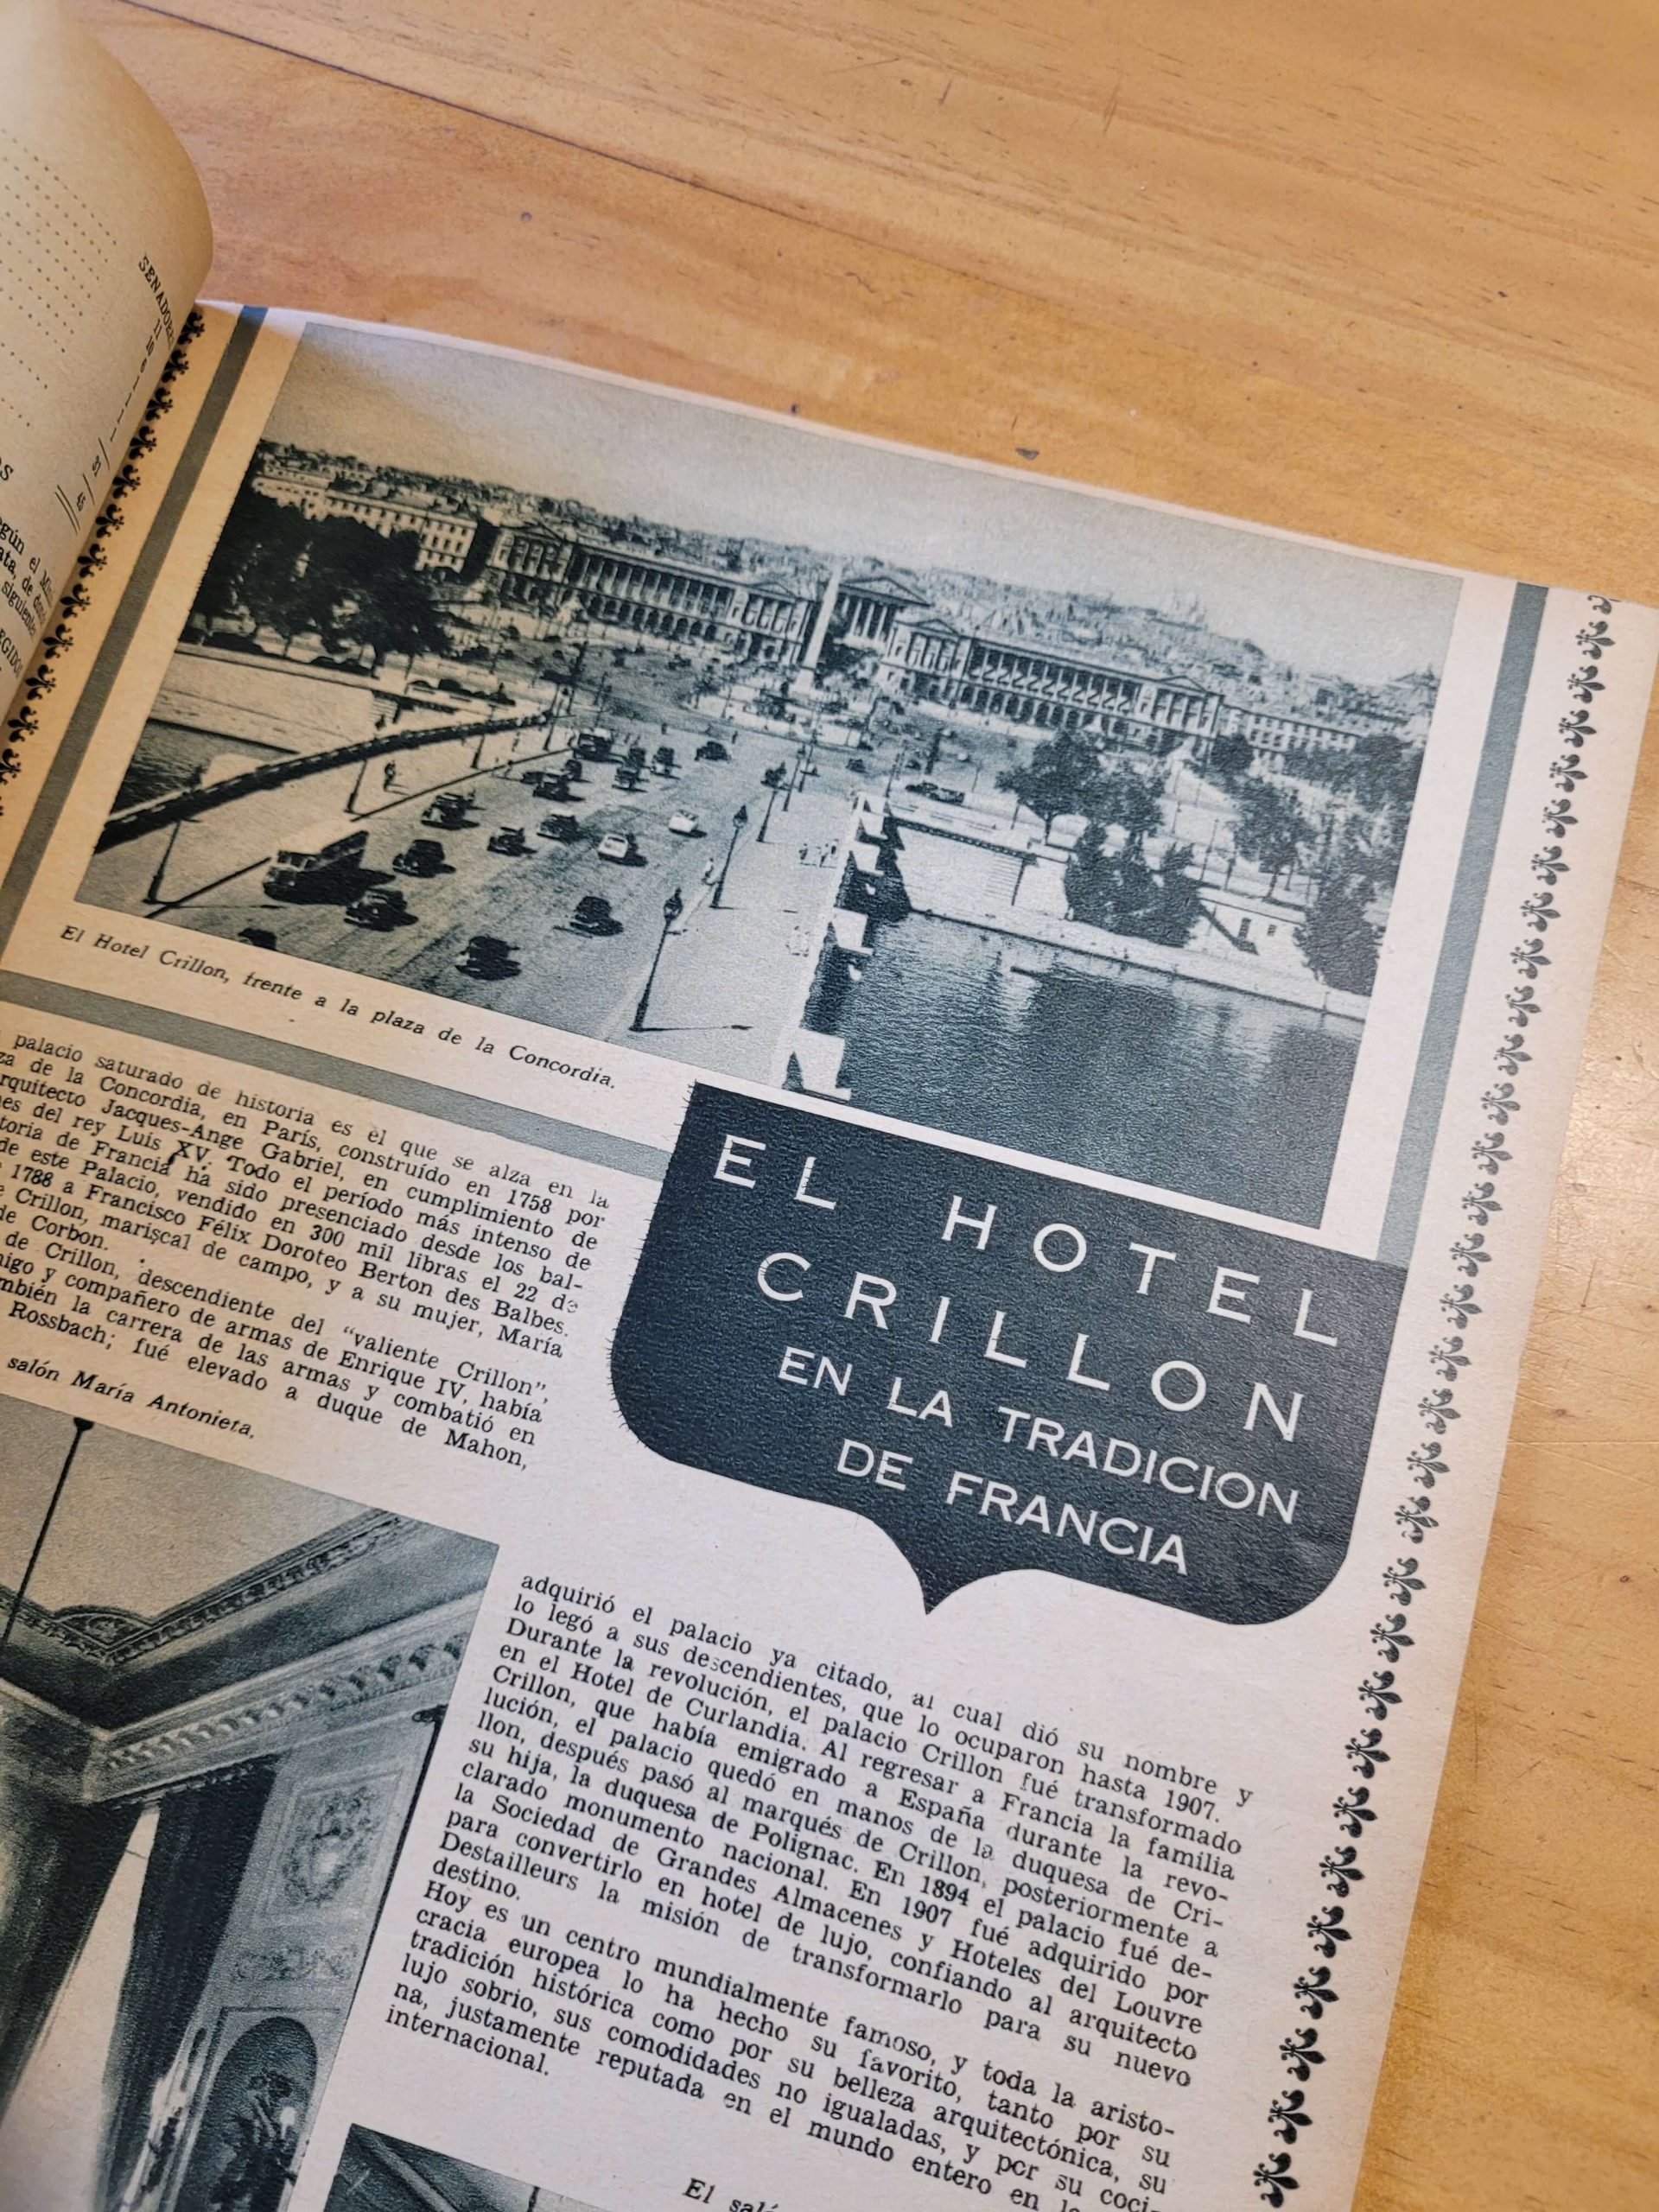 SENADORES
según el
El Hotel Crillon, frente a la plaza de la Concordia.
EL HOTEL
CRILLON
EN LA TRADICION
DE FRANCIA
palacio saturado de historia es el que se alza en la
de la Concordia, en París, construído en 1758 por
Jacques-Ange Gabriel, en cumplimiento de
del rey Luis XV. Todo el período más intenso de
de Francia ha sido presenciado desde los bal-
de este Palacio, vendido en 300 mil libras el 22 de
1788 a Francisco Félix Doroteo Berton des Balbes.
Crillon, mariscal de campo, y a su mujer, María
de Corbon.
de Crillon, descendiente del "valiente Crillon",
y compañero de armas de Enrique IV, había
la carrera de las armas y combatió en
Rossbach; fué elevado a duque de Mahon,
salón María Antonieta.
adquirió el palacio ya citado, al cual dió su nombre y
lo legó a sus descendientes, que lo ocuparon hasta 1907.
Durante la revolución, el palacio Crillon fué transformado
en el Hotel de Curlandia. Al regresar a Francia la familia
Crillon, que había emigrado a España durante la revo-
lución, el palacio quedó en manos de la duquesa de Cri-
llon, después pasó al marqués de Crillon, posteriormente a
su hija, la duquesa de Polignac. En 1894 el palacio fué de-
clarado monumento nacional. En 1907 fué adquirido por
la Sociedad de Grandes Almacenes y Hoteles del Louvre
para convertirlo en hotel de lujo, confiando al arquitecto
Destailleurs la misión de transformarlo para su nuevo
destino.
Hoy es un centro mundialmente famoso, y toda la aristo-
cracia europea lo ha hecho su favorito, tanto por su
tradición histórica como por su belleza arquitectónica, su
lujo sobrio, sus comodidades no igualadas, y por su coci-
na, justamente reputada en el mundo entero en
internacional.
El